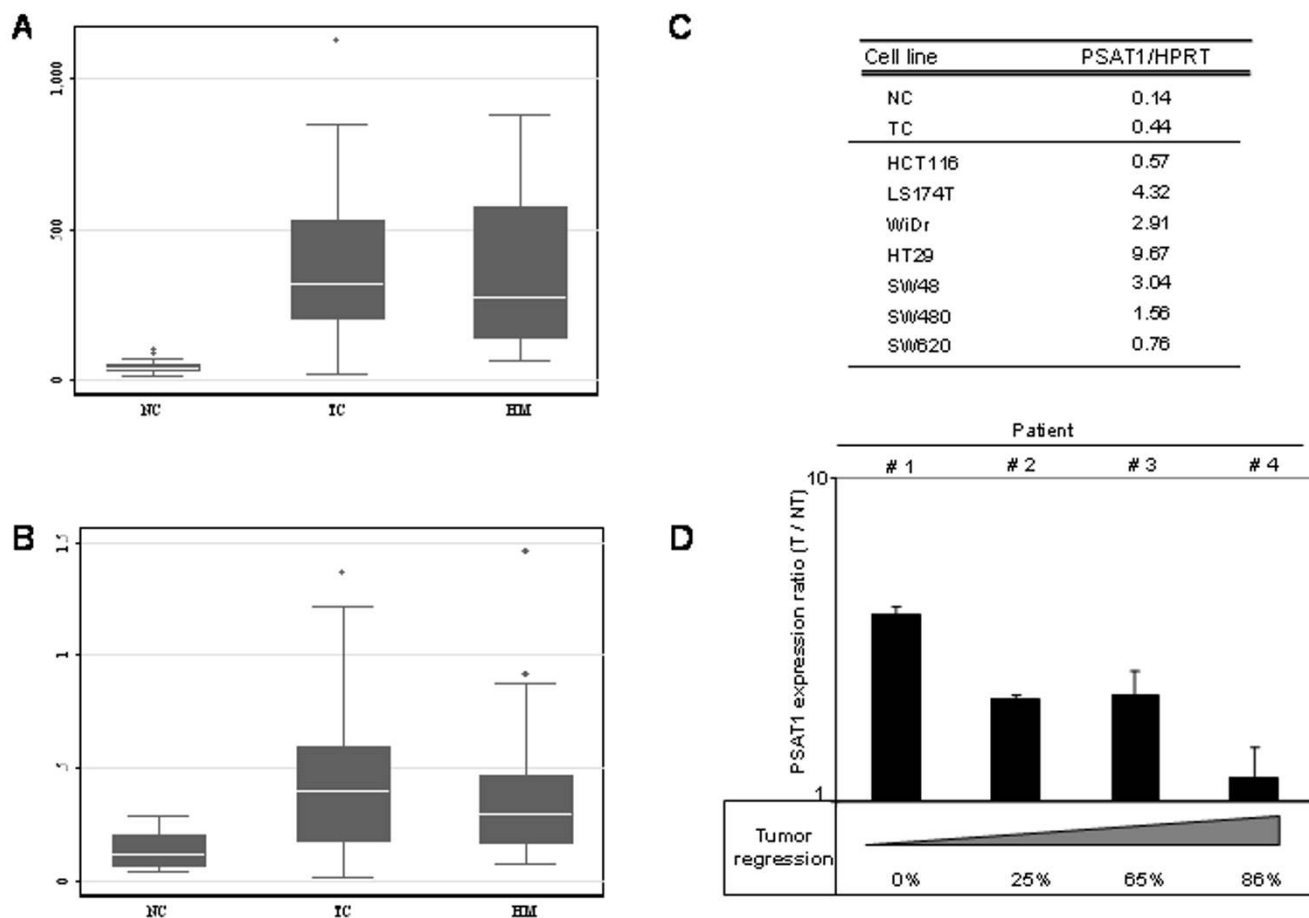 A
1,000
500
0
NC TC HM
B
1.5
1
.5
0
NC TC HM
C
Cell line PSAT1/HPRT
NC 0.14
TC 0.44
HCT116 0.57
LS174T 4.32
WiDr 2.91
HT29 9.67
SW48 3.04
SW480 1.56
SW620 0.76
D
Patient
# 1 # 2 # 3 # 4
10
PSAT1 expression ratio (T / NT)
1
Tumor
regression
0% 25% 65% 86%